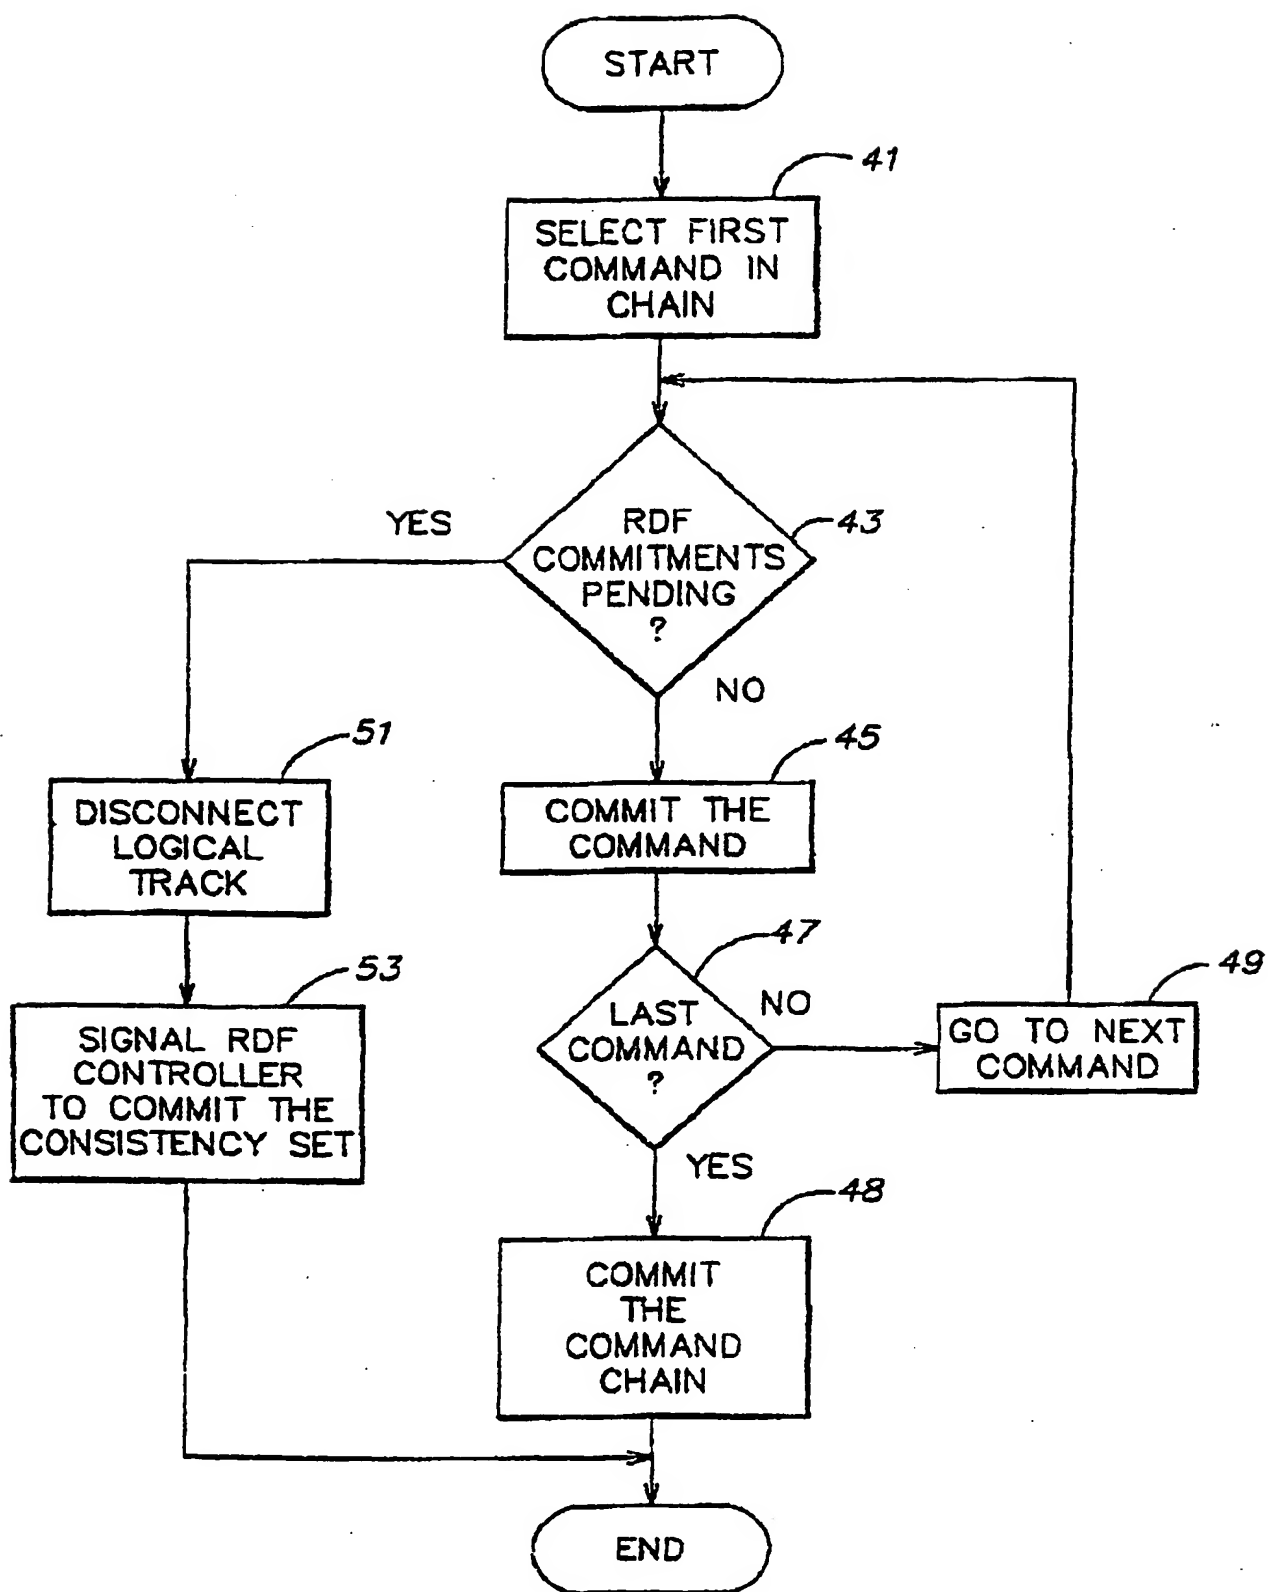 START
41
SELECT FIRST
COMMAND IN
CHAIN
YES
RDF
COMMITMENTS
PENDING
?
43
NO
51
DISCONNECT
LOGICAL
TRACK
45
COMMIT THE
COMMAND
47
LAST
COMMAND
?
NO
49
GO TO NEXT
COMMAND
53
SIGNAL RDF
CONTROLLER
TO COMMIT THE
CONSISTENCY SET
YES
48
COMMIT
THE
COMMAND
CHAIN
END